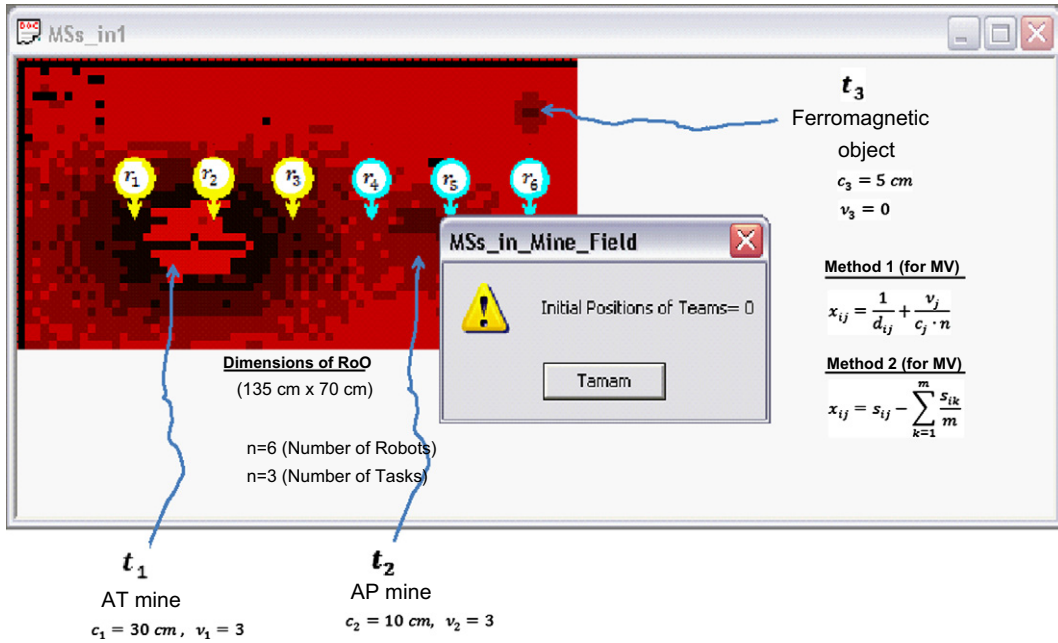 MSs_in1
t₃
Ferromagnetic
object
c₃ = 5 cm
v₃ = 0
r₁ r₂ r₃ r₄ r₅ r₆
MSs_in_Mine_Field
Initial Positions of Teams= 0
Tamam
Method 1 (for MV)
xᵢⱼ = 1/dᵢⱼ + vⱼ/(cⱼ · n)
Method 2 (for MV)
xᵢⱼ = sᵢⱼ − ∑ₖ₌₁ᵐ sᵢₖ/m
Dimensions of RoO
(135 cm x 70 cm)
n=6 (Number of Robots)
n=3 (Number of Tasks)
t₁
AT mine
c₁ = 30 cm , v₁ = 3
t₂
AP mine
c₂ = 10 cm, v₂ = 3